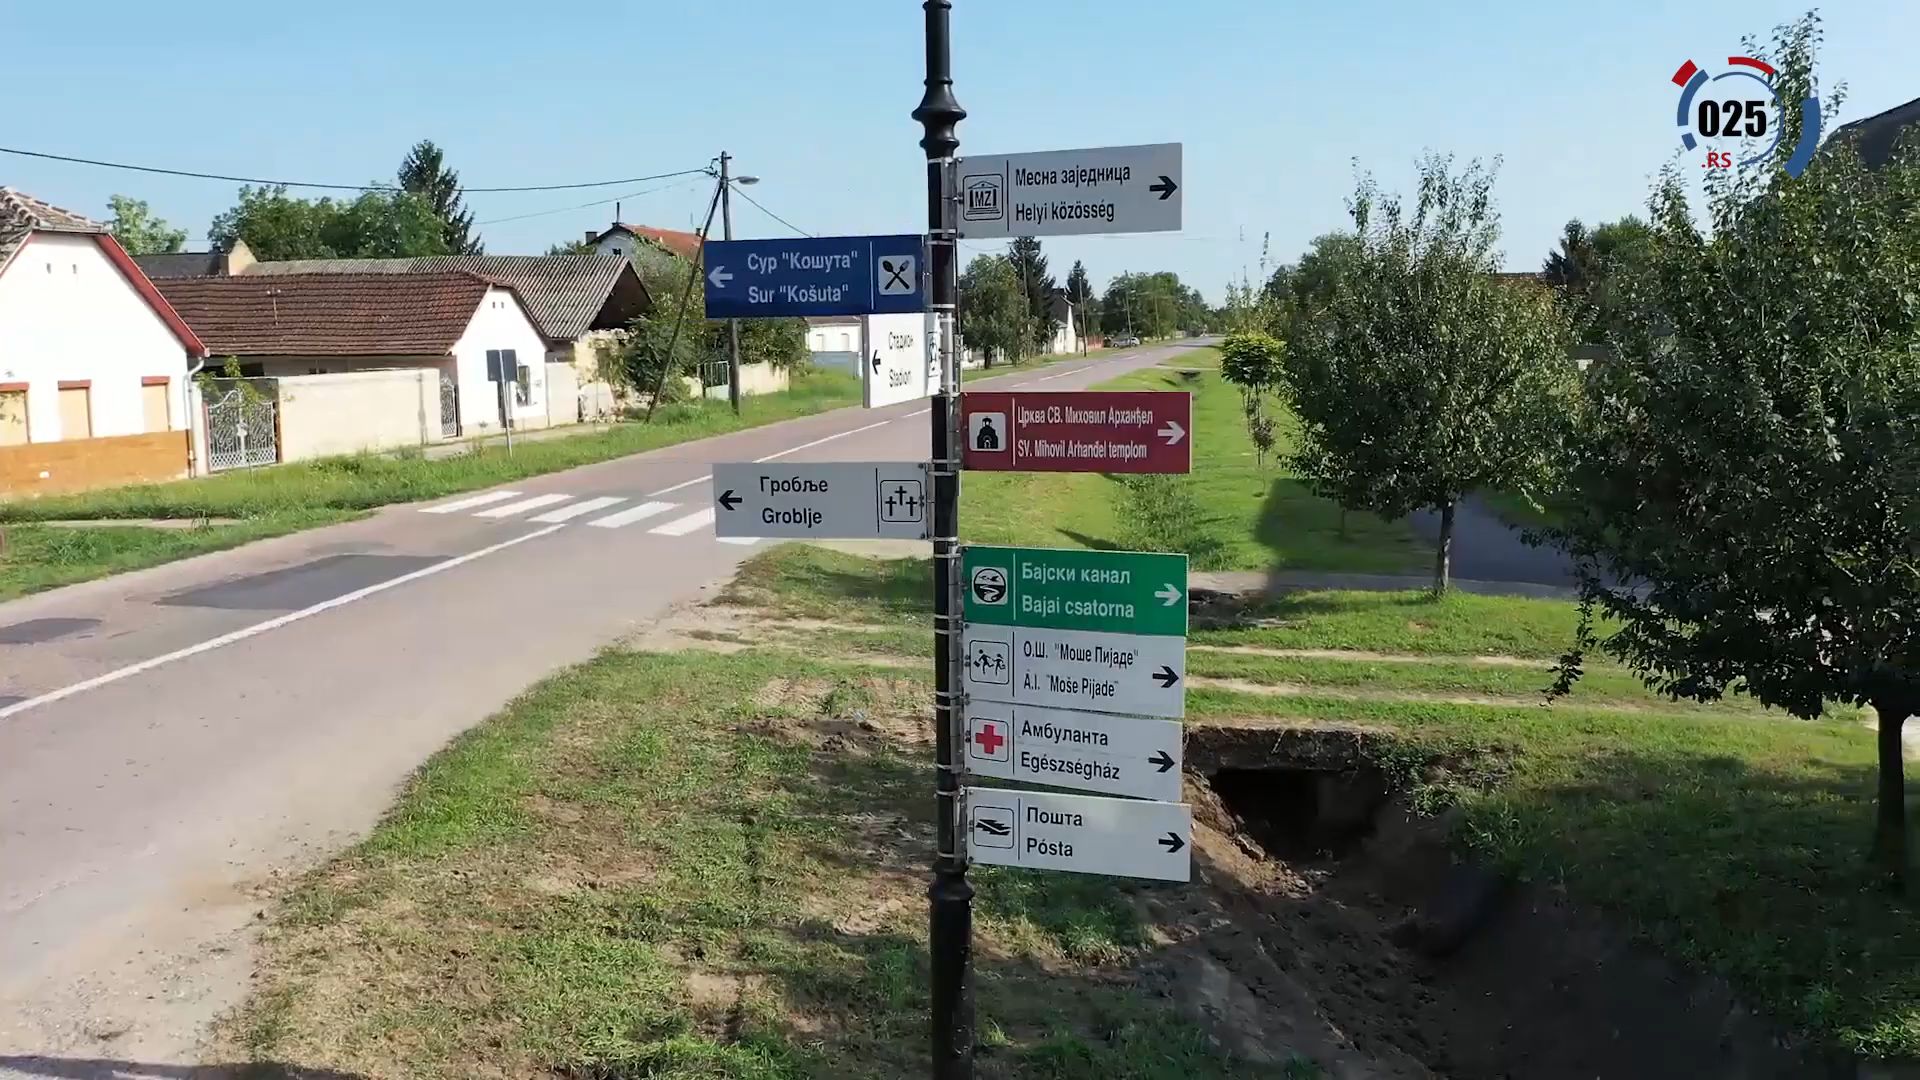 025
.RS
Месна заједница
Helyi közösség
MZ
Сур "Кошута"
Sur "Košuta"
Стадион
Stadion
Црква СВ. Миховил Арханђел
SV. Mihovil Arhanđel templom
Гробље
Groblje
Бајски канал
Bajai csatorna
О.Ш. "Моше Пијаде"
Á.I. "Moše Pijade"
Амбуланта
Egészségház
Пошта
Pósta